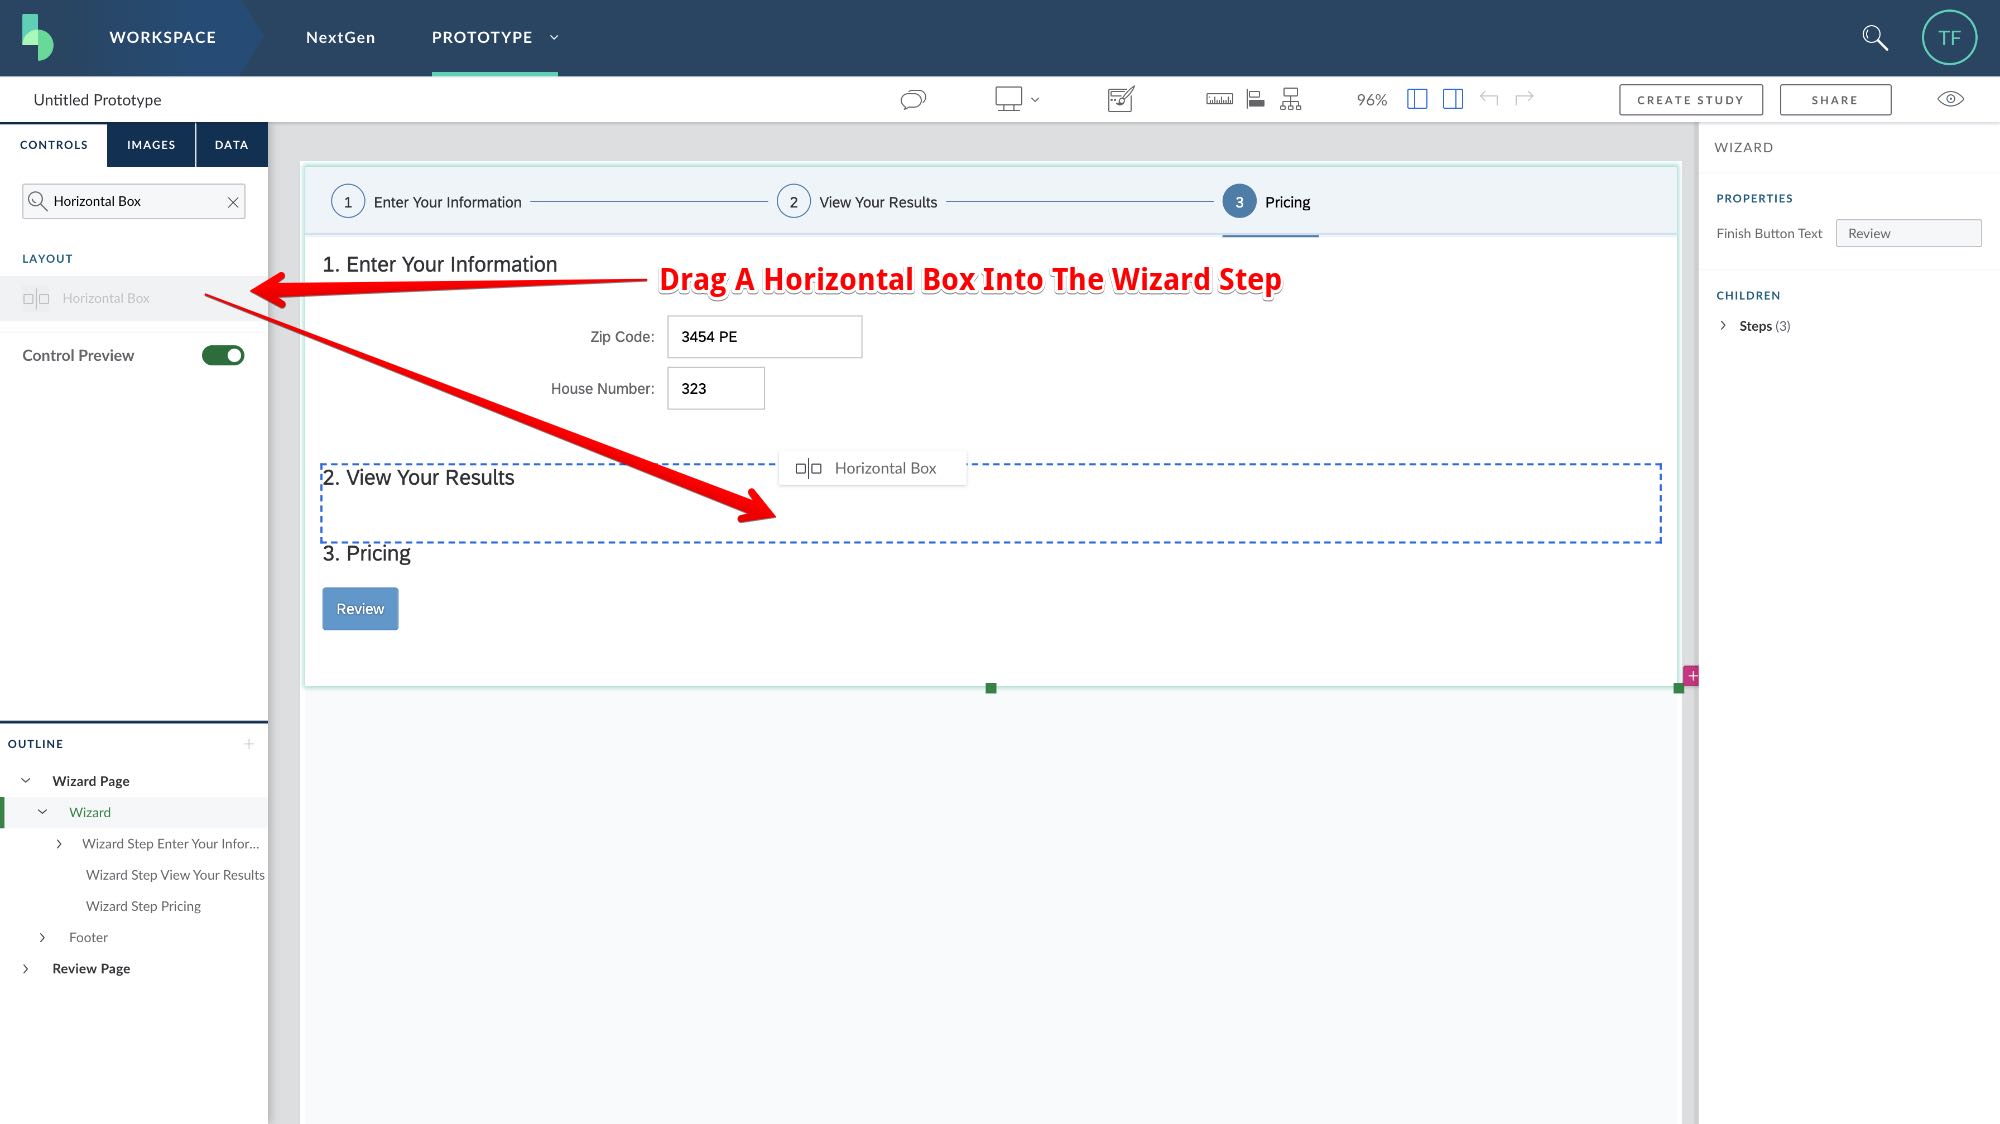 WORKSPACE NextGen PROTOTYPE TF
Untitled Prototype 96% CREATE STUDY SHARE
CONTROLS IMAGES DATA
Horizontal Box
LAYOUT
Horizontal Box
Control Preview
1 Enter Your Information 2 View Your Results 3 Pricing
1. Enter Your Information
Drag A Horizontal Box Into The Wizard Step
Zip Code: 3454 PE
House Number: 323
Horizontal Box
2. View Your Results
3. Pricing
Review
WIZARD
PROPERTIES
Finish Button Text Review
CHILDREN
Steps (3)
OUTLINE
Wizard Page
Wizard
Wizard Step Enter Your Infor...
Wizard Step View Your Results
Wizard Step Pricing
Footer
Review Page